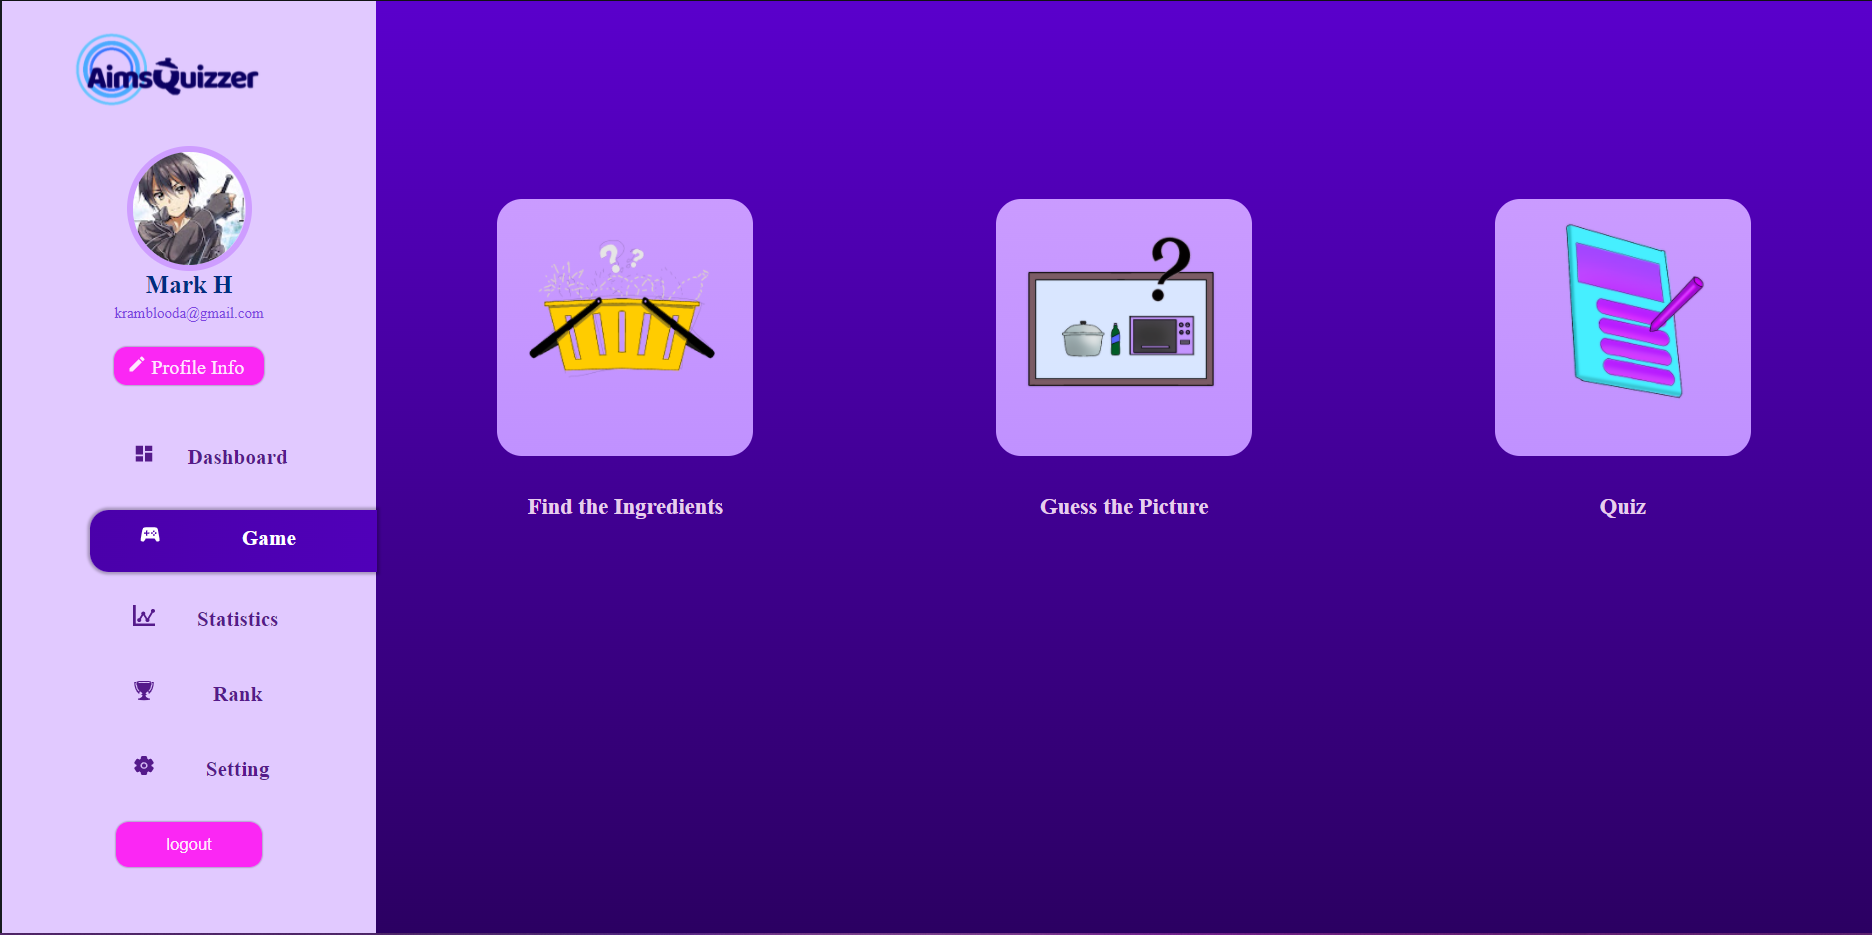 AimsQuizzer
Mark H
kramblooda@gmail.com
Profile Info
Dashboard
Game
Statistics
Rank
Setting
logout
? ?
Find the Ingredients
?
Guess the Picture
Quiz